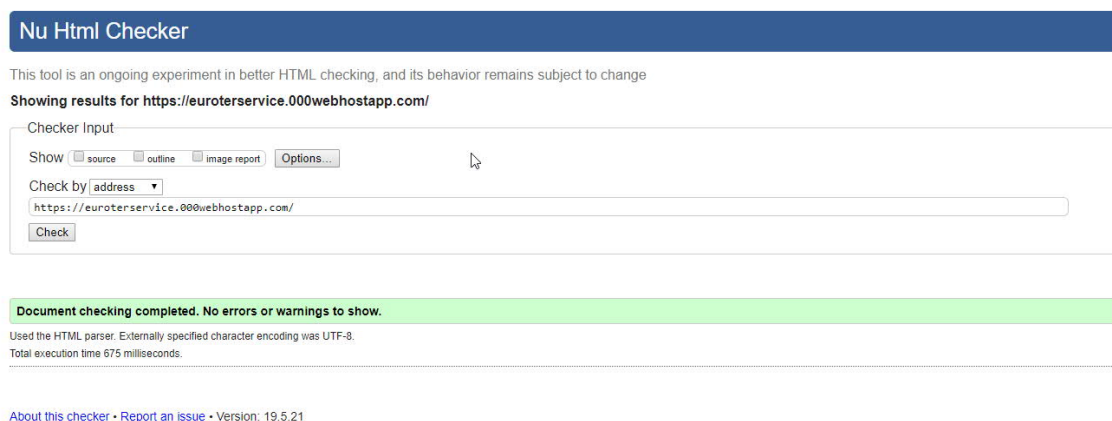 Nu Html Checker
This tool is an ongoing experiment in better HTML checking, and its behavior remains subject to change
Showing results for https://euroterservice.000webhostapp.com/
Checker Input
Show source outline image report Options...
Check by address
https://euroterservice.000webhostapp.com/
Check
Document checking completed. No errors or warnings to show.
Used the HTML parser. Externally specified character encoding was UTF-8.
Total execution time 675 milliseconds.
About this checker • Report an issue • Version: 19.5.21